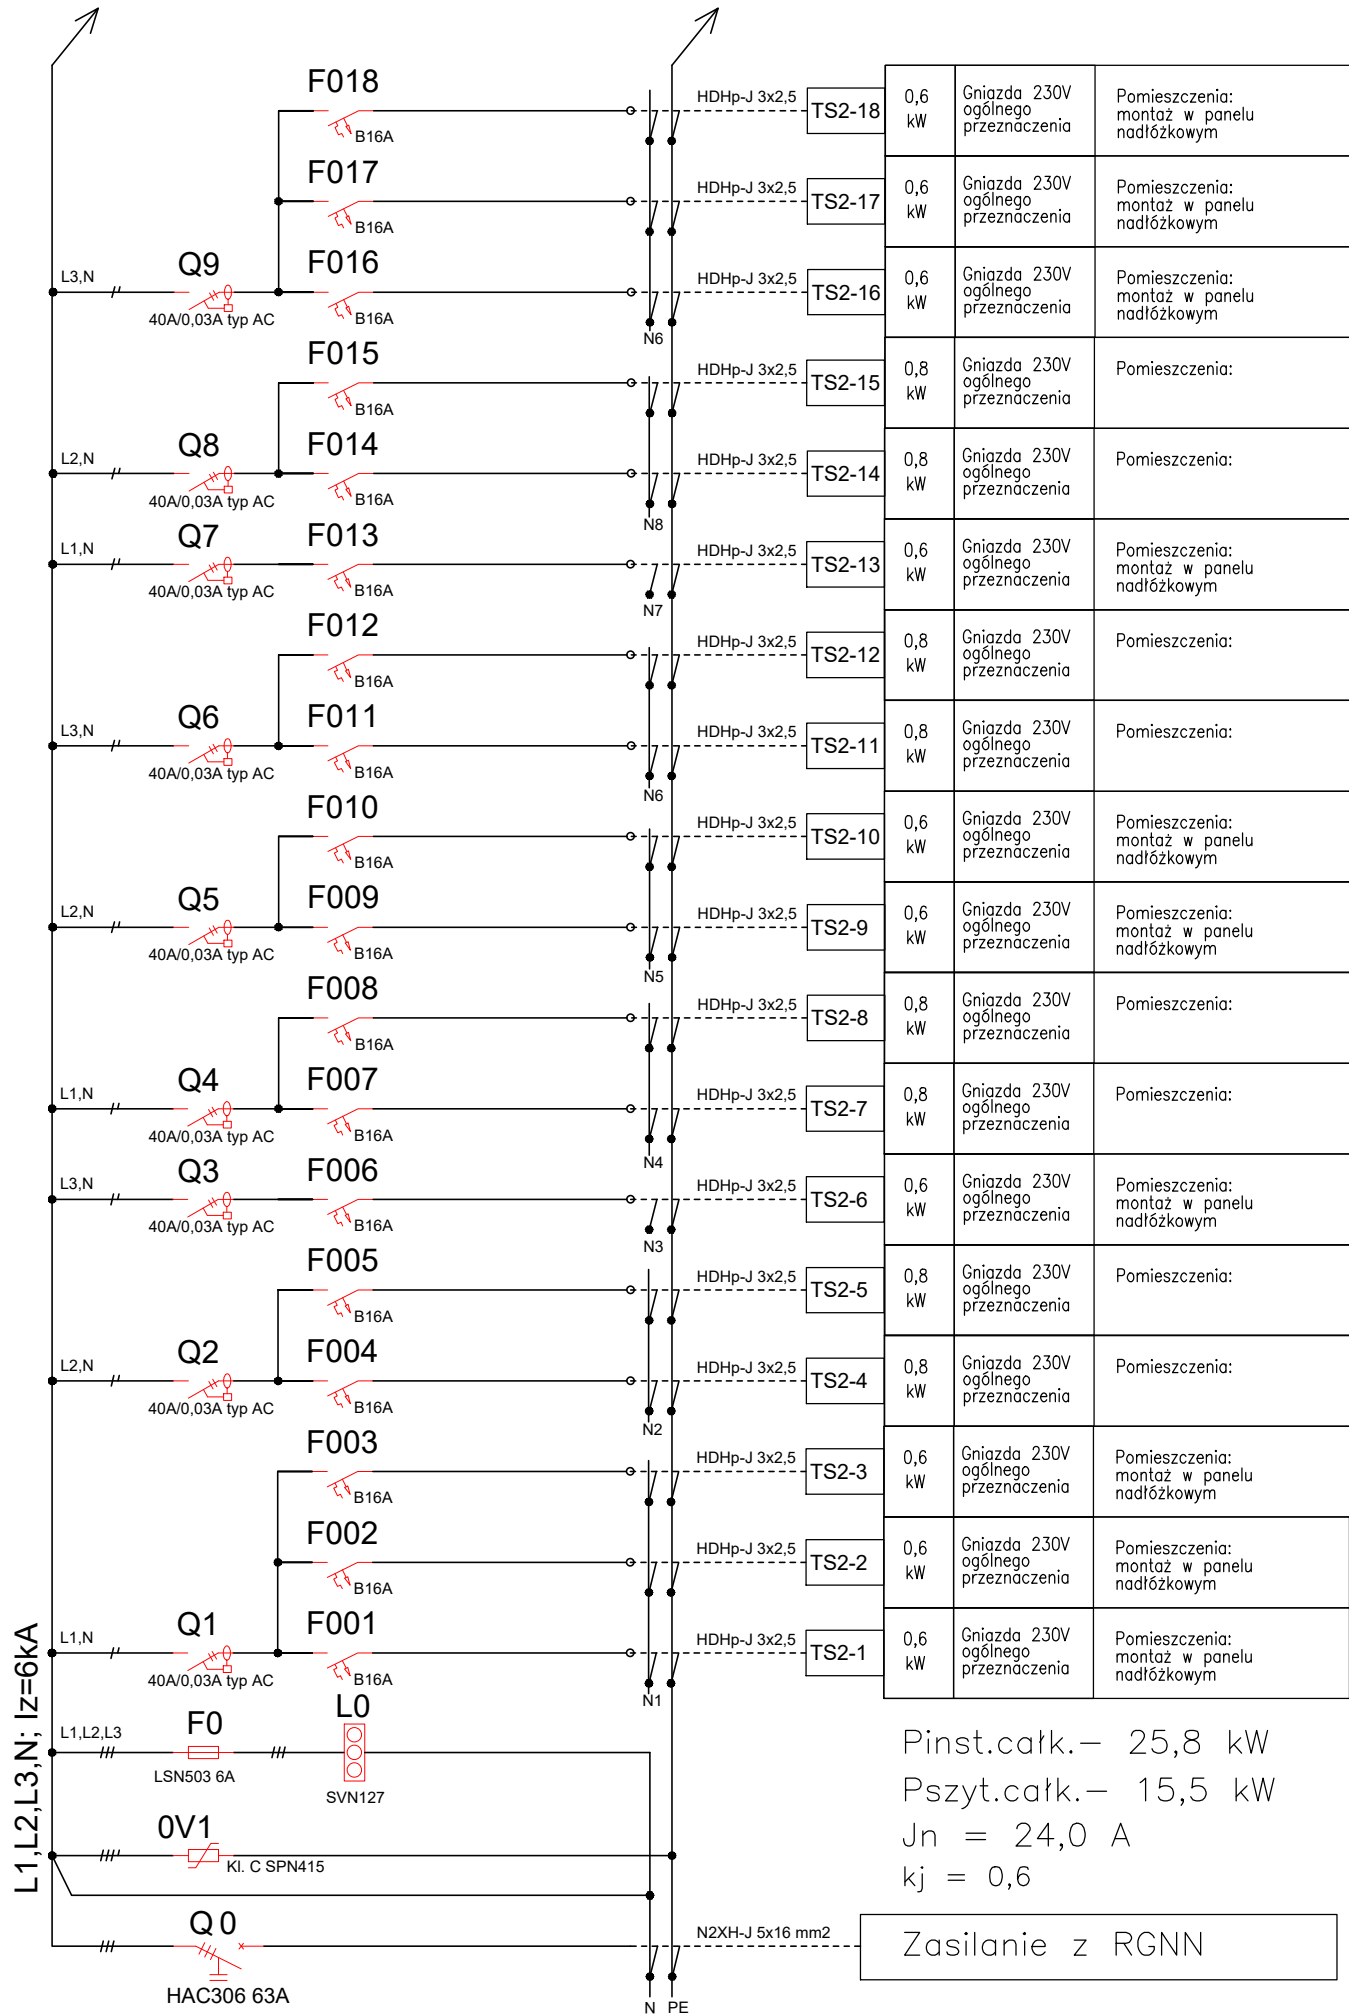 F018
B16A
HDHp-J 3x2,5
TS2-18
0,6
kW
Gniazda 230V
ogólnego
przeznaczenia
Pomieszczenia:
montaż w panelu
nadłóżkowym
F017
B16A
HDHp-J 3x2,5
TS2-17
0,6
kW
Gniazda 230V
ogólnego
przeznaczenia
Pomieszczenia:
montaż w panelu
nadłóżkowym
L3,N
Q9
40A/0,03A typ AC
F016
B16A
N6
HDHp-J 3x2,5
TS2-16
0,6
kW
Gniazda 230V
ogólnego
przeznaczenia
Pomieszczenia:
montaż w panelu
nadłóżkowym
F015
B16A
HDHp-J 3x2,5
TS2-15
0,8
kW
Gniazda 230V
ogólnego
przeznaczenia
Pomieszczenia:
L2,N
Q8
40A/0,03A typ AC
F014
B16A
N8
HDHp-J 3x2,5
TS2-14
0,8
kW
Gniazda 230V
ogólnego
przeznaczenia
Pomieszczenia:
L1,N
Q7
40A/0,03A typ AC
F013
B16A
N7
HDHp-J 3x2,5
TS2-13
0,6
kW
Gniazda 230V
ogólnego
przeznaczenia
Pomieszczenia:
montaż w panelu
nadłóżkowym
F012
B16A
HDHp-J 3x2,5
TS2-12
0,8
kW
Gniazda 230V
ogólnego
przeznaczenia
Pomieszczenia:
L3,N
Q6
40A/0,03A typ AC
F011
B16A
N6
HDHp-J 3x2,5
TS2-11
0,8
kW
Gniazda 230V
ogólnego
przeznaczenia
Pomieszczenia:
F010
B16A
HDHp-J 3x2,5
TS2-10
0,6
kW
Gniazda 230V
ogólnego
przeznaczenia
Pomieszczenia:
montaż w panelu
nadłóżkowym
L2,N
Q5
40A/0,03A typ AC
F009
B16A
N5
HDHp-J 3x2,5
TS2-9
0,6
kW
Gniazda 230V
ogólnego
przeznaczenia
Pomieszczenia:
montaż w panelu
nadłóżkowym
F008
B16A
HDHp-J 3x2,5
TS2-8
0,8
kW
Gniazda 230V
ogólnego
przeznaczenia
Pomieszczenia:
L1,N
Q4
40A/0,03A typ AC
F007
B16A
N4
HDHp-J 3x2,5
TS2-7
0,8
kW
Gniazda 230V
ogólnego
przeznaczenia
Pomieszczenia:
L3,N
Q3
40A/0,03A typ AC
F006
B16A
N3
HDHp-J 3x2,5
TS2-6
0,6
kW
Gniazda 230V
ogólnego
przeznaczenia
Pomieszczenia:
montaż w panelu
nadłóżkowym
F005
B16A
HDHp-J 3x2,5
TS2-5
0,8
kW
Gniazda 230V
ogólnego
przeznaczenia
Pomieszczenia:
L2,N
Q2
40A/0,03A typ AC
F004
B16A
N2
HDHp-J 3x2,5
TS2-4
0,8
kW
Gniazda 230V
ogólnego
przeznaczenia
Pomieszczenia:
F003
B16A
HDHp-J 3x2,5
TS2-3
0,6
kW
Gniazda 230V
ogólnego
przeznaczenia
Pomieszczenia:
montaż w panelu
nadłóżkowym
F002
B16A
HDHp-J 3x2,5
TS2-2
0,6
kW
Gniazda 230V
ogólnego
przeznaczenia
Pomieszczenia:
montaż w panelu
nadłóżkowym
L1,N
Q1
40A/0,03A typ AC
F001
B16A
N1
HDHp-J 3x2,5
TS2-1
0,6
kW
Gniazda 230V
ogólnego
przeznaczenia
Pomieszczenia:
montaż w panelu
nadłóżkowym
L1,L2,L3,N; Iz=6kA
L1,L2,L3
F0
LSN503 6A
L0
SVN127
0V1
Kl. C SPN415
Q0
HAC306 63A
N
PE
N2XH-J 5x16 mm2
Pinst.całk.– 25,8 kW
Pszyt.całk.– 15,5 kW
Jn = 24,0 A
kj = 0,6
Zasilanie z RGNN